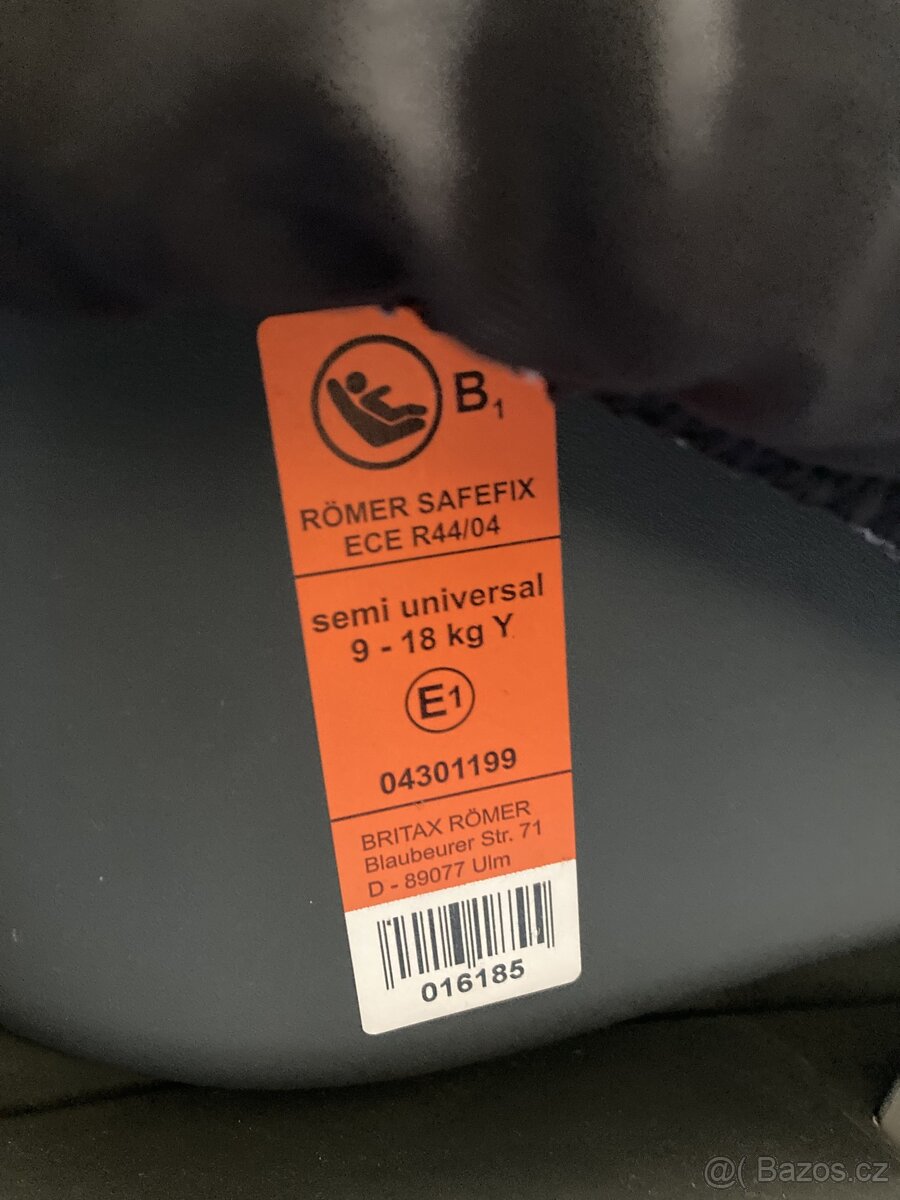 B1
RÖMER SAFEFIX
ECE R44/04
semi universal
9 - 18 kg Y
E1
04301199
BRITAX RÖMER
Blaubeurer Str. 71
D - 89077 Ulm
016185
@( Bazos.cz